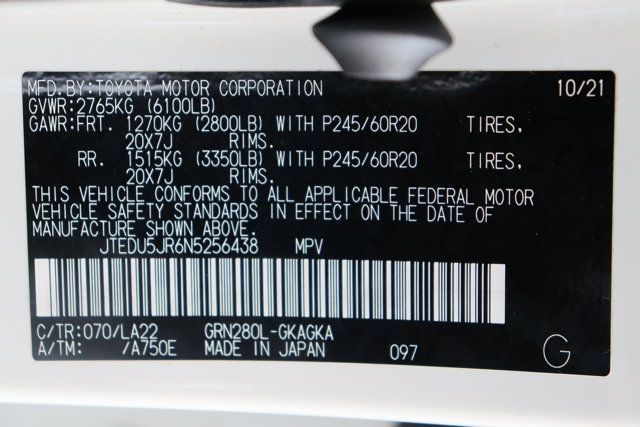 MFD.BY:TOYOTA MOTOR CORPORATION 10/21
GVWR:2765KG (6100LB)
GAWR:FRT. 1270KG (2800LB) WITH P245/60R20 TIRES,
20X7J RIMS.
RR. 1515KG (3350LB) WITH P245/60R20 TIRES,
20X7J RIMS.
THIS VEHICLE CONFORMS TO ALL APPLICABLE FEDERAL MOTOR
VEHICLE SAFETY STANDARDS IN EFFECT ON THE DATE OF
MANUFACTURE SHOWN ABOVE.
JTEDU5JR6N5256438 MPV
C/TR:070/LA22 GRN280L-GKAGKA
A/TM: /A750E MADE IN JAPAN 097 G